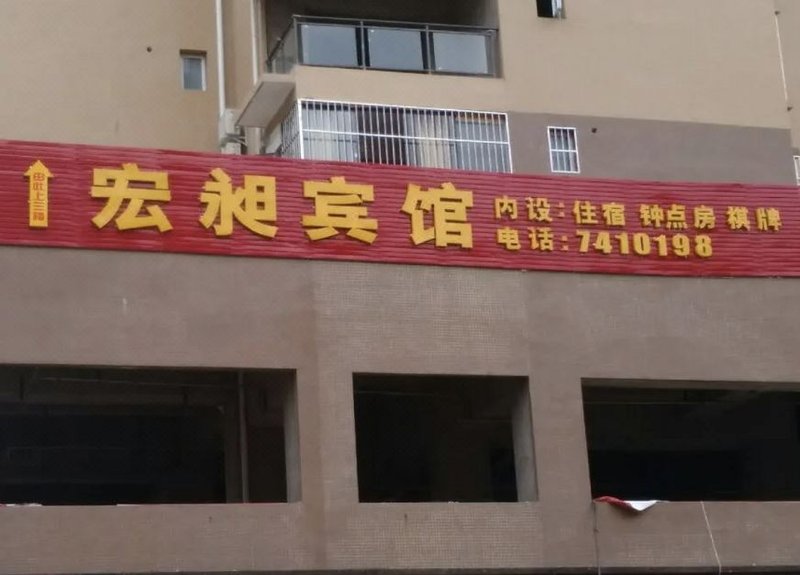 由此上三楼
宏昶宾馆
内设:住宿 钟点房 棋牌
电话:7410198